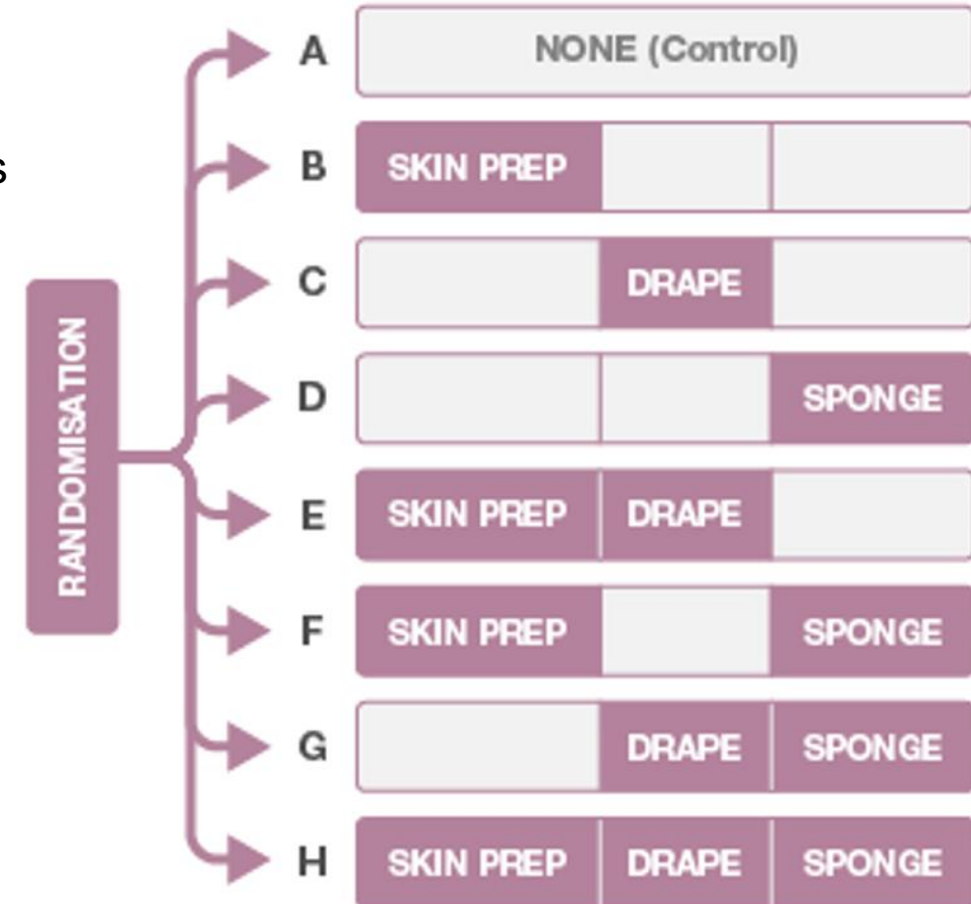 A NONE (Control)
s
B SKIN PREP
C DRAPE
D SPONGE
RANDOMISATION
E SKIN PREP DRAPE
F SKIN PREP SPONGE
G DRAPE SPONGE
H SKIN PREP DRAPE SPONGE